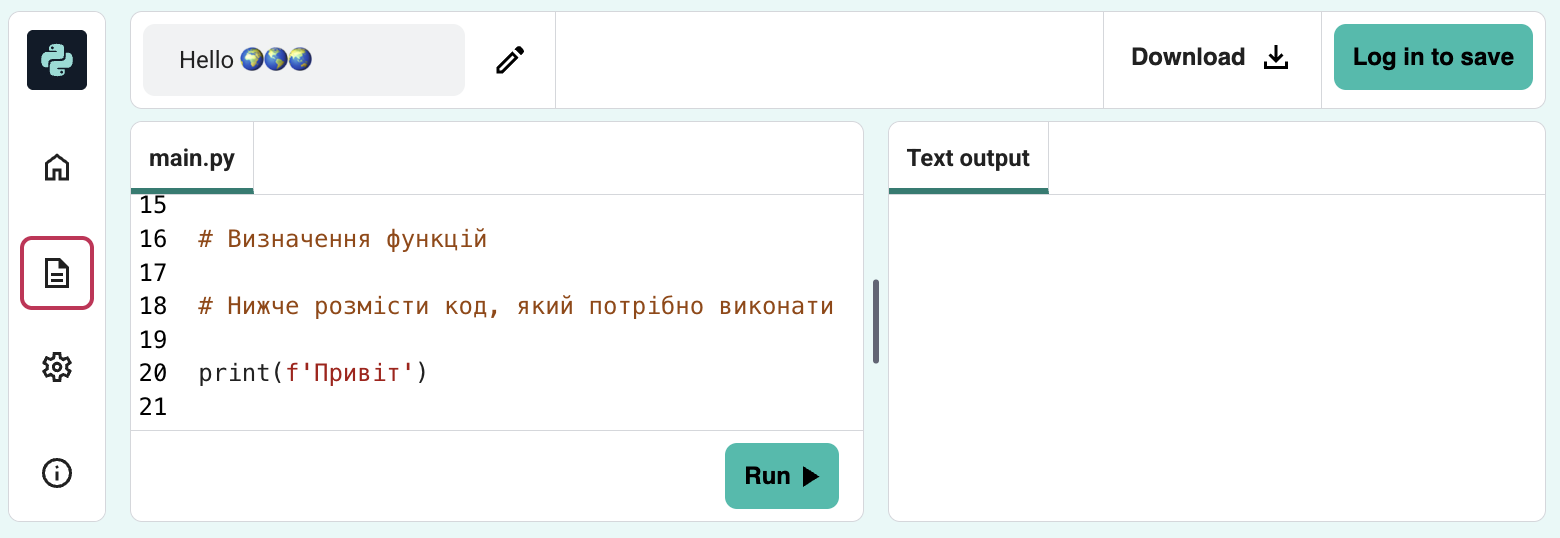 Hello 🌍🌎🌏
Download
Log in to save
main.py
Text output
15
16 # Визначення функцій
17
18 # Нижче розмісти код, який потрібно виконати
19
20 print(f'Привіт')
21
Run